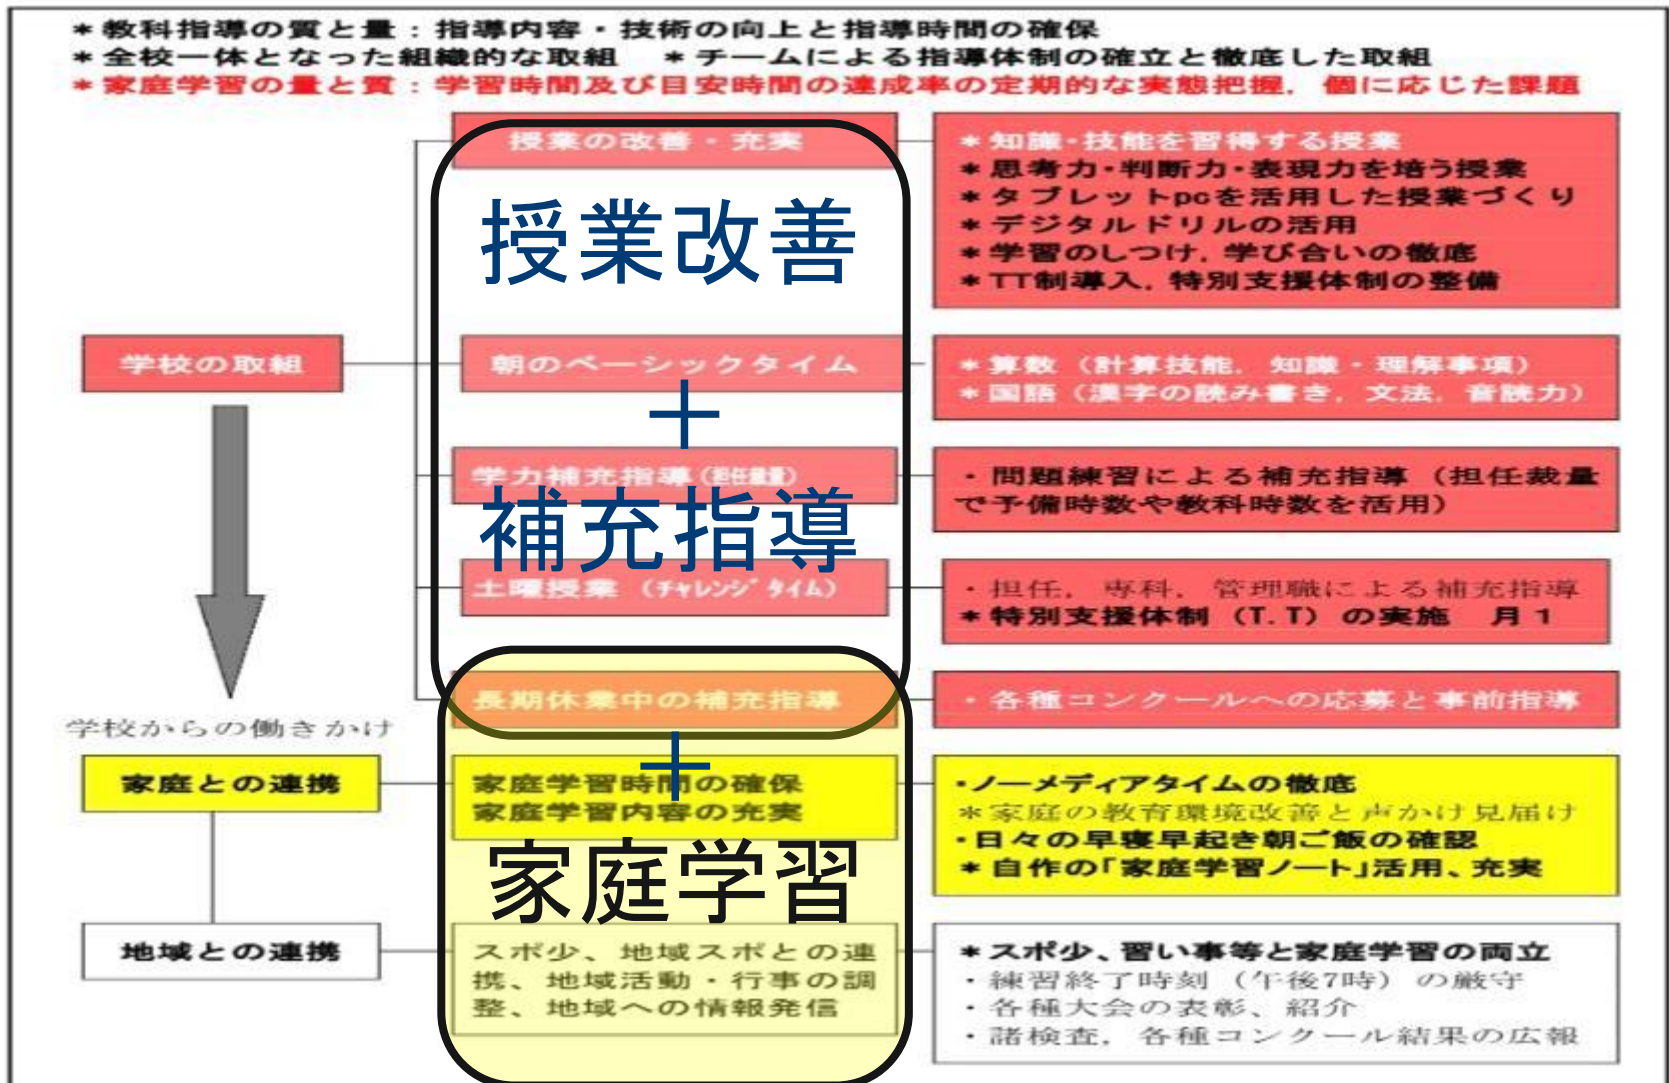 ＊教科指導の質と量：指導内容・技術の向上と指導時間の確保
＊全校一体となった組織的な取組　＊チームによる指導体制の確立と徹底した取組
＊家庭学習の量と質：学習時間及び目安時間の達成率の定期的な実態把握，個に応じた課題
授業の改善・充実
＊知識・技能を習得する授業
＊思考力・判断力・表現力を培う授業
＊タブレットpcを活用した授業づくり
＊デジタルドリルの活用
＊学習のしつけ，学び合いの徹底
＊TT制導入，特別支援体制の整備
授業改善
学校の取組
朝のベーシックタイム
＊算数（計算技能，知識・理解事項）
＊国語（漢字の読み書き，文法，音読力）
＋
学力補充指導（担任裁量）
・問題練習による補充指導（担任裁量
で予備時数や教科時数を活用）
補充指導
土曜授業（チャレンジタイム）
・担任，専科，管理職による補充指導
＊特別支援体制（T.T）の実施　月１
長期休業中の補充指導
・各種コンクールへの応募と事前指導
学校からの働きかけ
＋
家庭との連携
家庭学習時間の確保
家庭学習内容の充実
・ノーメディアタイムの徹底
＊家庭の教育環境改善と声かけ見届け
・日々の早寝早起き朝ご飯の確認
＊自作の「家庭学習ノート」活用、充実
家庭学習
地域との連携
スポ少、地域スポとの連
携、地域活動・行事の調
整、地域への情報発信
＊スポ少、習い事等と家庭学習の両立
・練習終了時刻（午後7時）の厳守
・各種大会の表彰、紹介
・諸検査，各種コンクール結果の広報